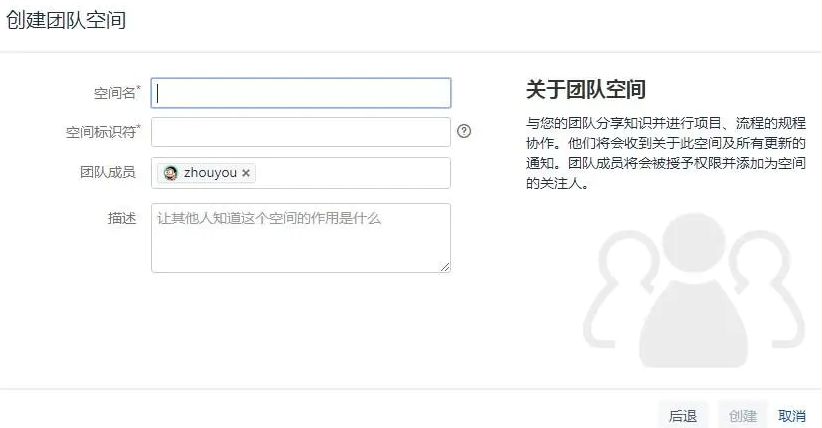 创建团队空间
空间名*
空间标识符*
团队成员 zhouyou ×
描述 让其他人知道这个空间的作用是什么
关于团队空间
与您的团队分享知识并进行项目、流程的规程
协作。他们将会收到关于此空间及所有更新的
通知。团队成员将会被授予权限并添加为空间
的关注人。
后退 创建 取消